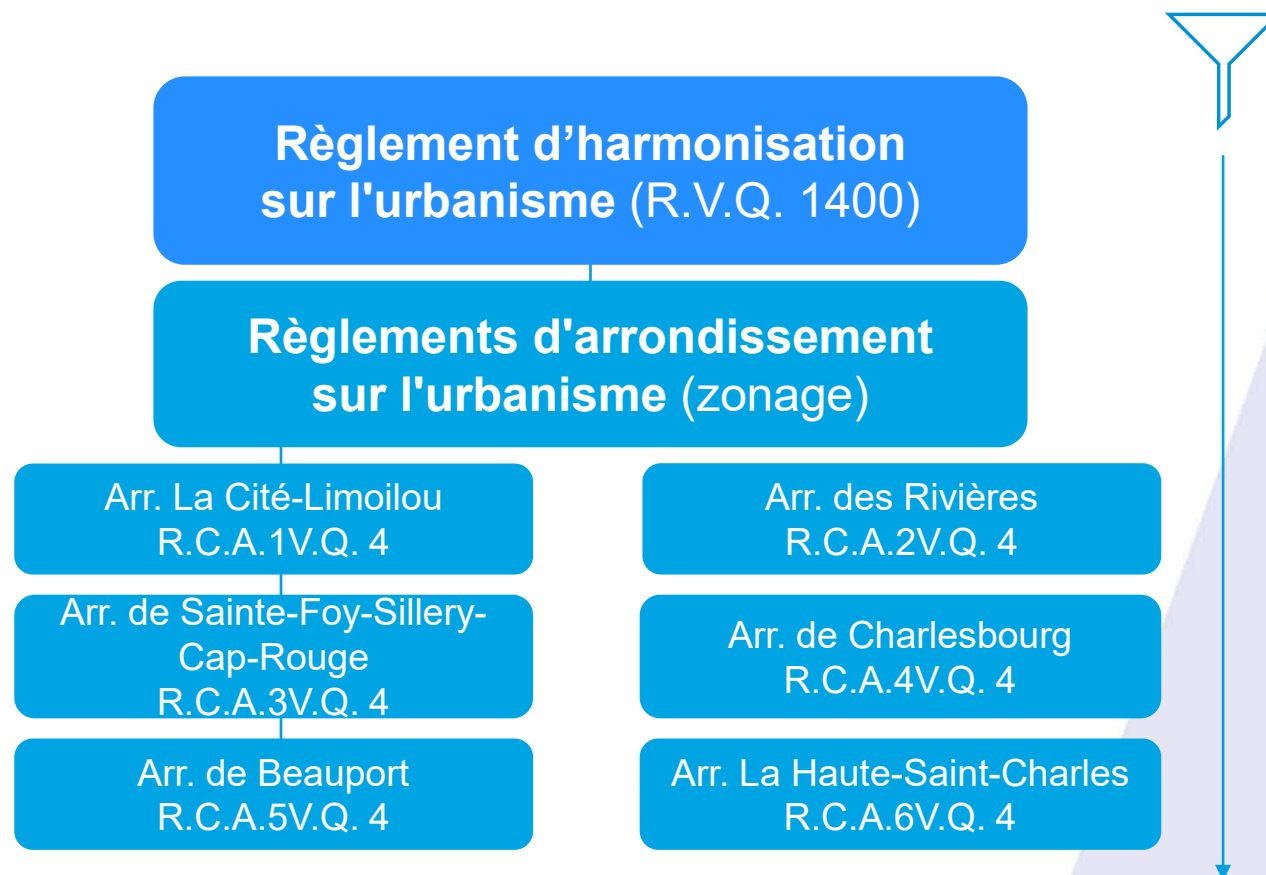 Règlement d’harmonisation
sur l'urbanisme (R.V.Q. 1400)
Règlements d'arrondissement
sur l'urbanisme (zonage)
Arr. La Cité-Limoilou
R.C.A.1V.Q. 4
Arr. des Rivières
R.C.A.2V.Q. 4
Arr. de Sainte-Foy-Sillery-
Cap-Rouge
R.C.A.3V.Q. 4
Arr. de Charlesbourg
R.C.A.4V.Q. 4
Arr. de Beauport
R.C.A.5V.Q. 4
Arr. La Haute-Saint-Charles
R.C.A.6V.Q. 4